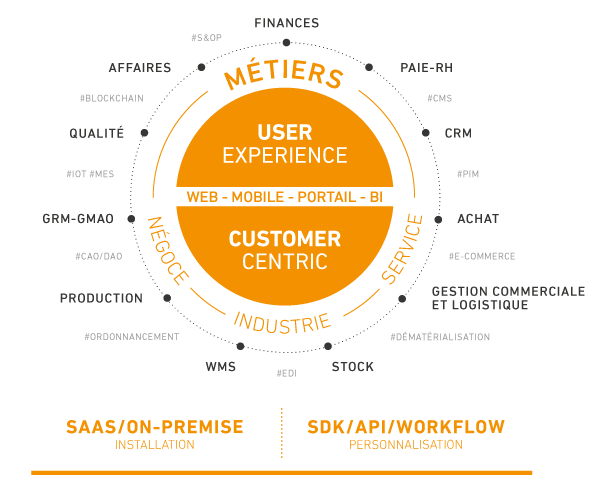 FINANCES
#S&OP
AFFAIRES
MÉTIERS
PAIE-RH
#BLOCKCHAIN
#CMS
QUALITÉ
USER
EXPERIENCE
CRM
#IOT #MES
#PIM
WEB - MOBILE - PORTAIL - BI
GRM-GMAO
ACHAT
NÉGOCE
CUSTOMER
CENTRIC
SERVICE
#CAO/DAO
#E-COMMERCE
PRODUCTION
GESTION COMMERCIALE
ET LOGISTIQUE
INDUSTRIE
#ORDONNANCEMENT
#DÉMATÉRIALISATION
WMS
#EDI
STOCK
SAAS/ON-PREMISE
INSTALLATION
SDK/API/WORKFLOW
PERSONNALISATION